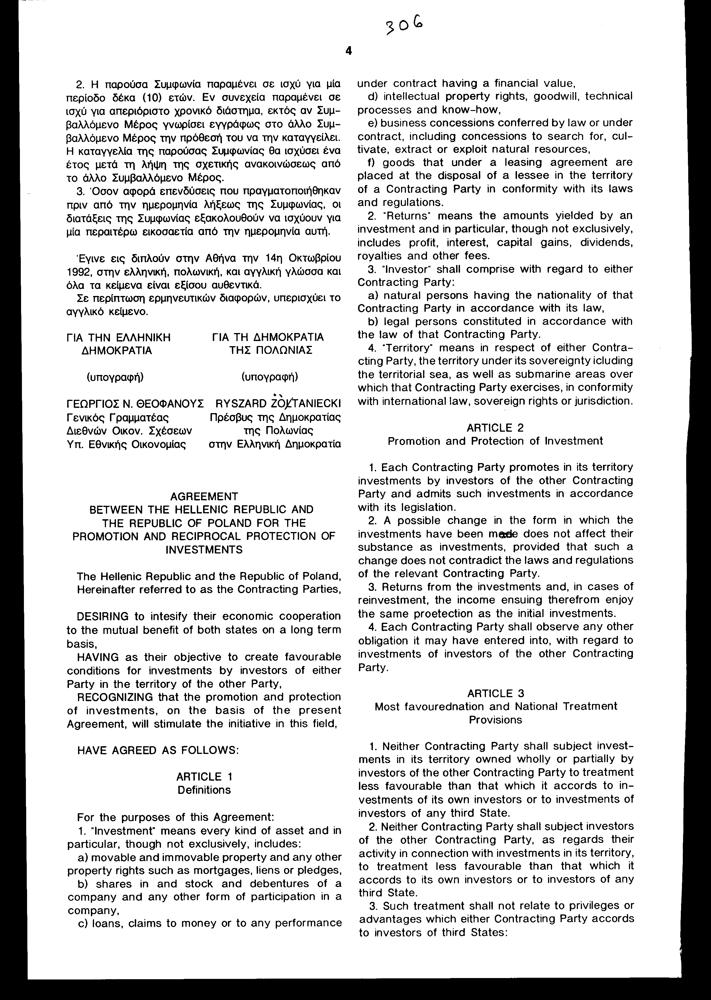 306
4
2. Η παρούσα Συμφωνία παραμένει σε ισχύ για μία
περίοδο δέκα (10) ετών. Εν συνεχεία παραμένει σε
ισχύ για απεριόριστο χρονικό διάστημα, εκτός αν Συμ-
βαλλόμενο Μέρος γνωρίσει εγγράφως στο άλλο Συμ-
βαλλόμενο Μέρος την πρόθεσή του να την καταγγείλει.
Η καταγγελία της παρούσας Συμφωνίας θα ισχύσει ένα
έτος μετά τη λήψη της σχετικής ανακοινώσεως από
το άλλο Συμβαλλόμενο Μέρος.
3. Όσον αφορά επενδύσεις που πραγματοποιήθηκαν
πριν από την ημερομηνία λήξεως της Συμφωνίας, οι
διατάξεις της Συμφωνίας εξακολουθούν να ισχύουν για
μία περαιτέρω εικοσαετία από την ημερομηνία αυτή.
Έγινε εις διπλούν στην Αθήνα την 14η Οκτωβρίου
1992, στην ελληνική, πολωνική, και αγγλική γλώσσα και
όλα τα κείμενα είναι εξίσου αυθεντικά.
Σε περίπτωση ερμηνευτικών διαφορών, υπερισχύει το
αγγλικό κείμενο.
ΓΙΑ ΤΗΝ ΕΛΛΗΝΙΚΗ ΓΙΑ ΤΗ ΔΗΜΟΚΡΑΤΙΑ
ΔΗΜΟΚΡΑΤΙΑ ΤΗΣ ΠΟΛΩΝΙΑΣ
(υπογραφή) (υπογραφή)
ΓΕΩΡΓΙΟΣ Ν. ΘΕΟΦΑΝΟΥΣ RYSZARD
Γενικός Γραμματέας Πρέσβυς της Δημοκρατίας
Διεθνών Οικον. Σχέσεων της Πολωνίας
Υπ. Εθνικής Οικονομίας στην Ελληνική Δημοκρατία
AGREEMENT
BETWEEN THE HELLENIC REPUBLIC AND
THE REPUBLIC OF POLAND FOR THE
PROMOTION AND RECIPROCAL PROTECTION OF
INVESTMENTS
The Hellenic Republic and the Republic of Poland,
Hereinafter referred to as the Contracting Parties,
DESIRING to intesify their economic cooperation
to the mutual benefit of both states on a long term
basis,
HAVING as their objective to create favourable
conditions for investments by investors of either
Party in the territory of the other Party,
RECOGNIZING that the promotion and protection
of investments, on the basis of the present
Agreement, will stimulate the initiative in this field,
HAVE AGREED AS FOLLOWS:
ARTICLE 1
Definitions
For the purposes of this Agreement:
1. "Investment" means every kind of asset and in
particular, though not exclusively, includes:
a) movable and immovable property and any other
property rights such as mortgages, liens or pledges,
b) shares in and stock and debentures of a
company and any other form of participation in a
company,
c) loans, claims to money or to any performance
under contract having a financial value,
d) intellectual property rights, goodwill, technical
processes and know-how,
e) business concessions conferred by law or under
contract, including concessions to search for, cul-
tivate, extract or exploit natural resources,
f) goods that under a leasing agreement are
placed at the disposal of a lessee in the territory
of a Contracting Party in conformity with its laws
and regulations.
2. "Returns" means the amounts yielded by an
investment and in particular, though not exclusively,
includes profit, interest, capital gains, dividends,
royalties and other fees.
3. "Investor" shall comprise with regard to either
Contracting Party:
a) natural persons having the nationality of that
Contracting Party in accordance with its law,
b) legal persons constituted in accordance with
the law of that Contracting Party.
4. "Territory" means in respect of either Contra-
cting Party, the territory under its sovereignty icluding
the territorial sea, as well as submarine areas over
which that Contracting Party exercises, in conformity
with international law, sovereign rights or jurisdiction.
ARTICLE 2
Promotion and Protection of Investment
1. Each Contracting Party promotes in its territory
investments by investors of the other Contracting
Party and admits such investments in accordance
with its legislation.
2. A possible change in the form in which the
investments have been made does not affect their
substance as investments, provided that such a
change does not contradict the laws and regulations
of the relevant Contracting Party.
3. Returns from the investments and, in cases of
reinvestment, the income ensuing therefrom enjoy
the same proetection as the initial investments.
4. Each Contracting Party shall observe any other
obligation it may have entered into, with regard to
investments of investors of the other Contracting
Party.
ARTICLE 3
Most favourednation and National Treatment
Provisions
1. Neither Contracting Party shall subject invest-
ments in its territory owned wholly or partially by
investors of the other Contracting Party to treatment
less favourable than that which it accords to in-
vestments of its own investors or to investments of
investors of any third State.
2. Neither Contracting Party shall subject investors
of the other Contracting Party, as regards their
activity in connection with investments in its territory,
to treatment less favourable than that which it
accords to its own investors or to investors of any
third State.
3. Such treatment shall not relate to privileges or
advantages which either Contracting Party accords
to investors of third States: